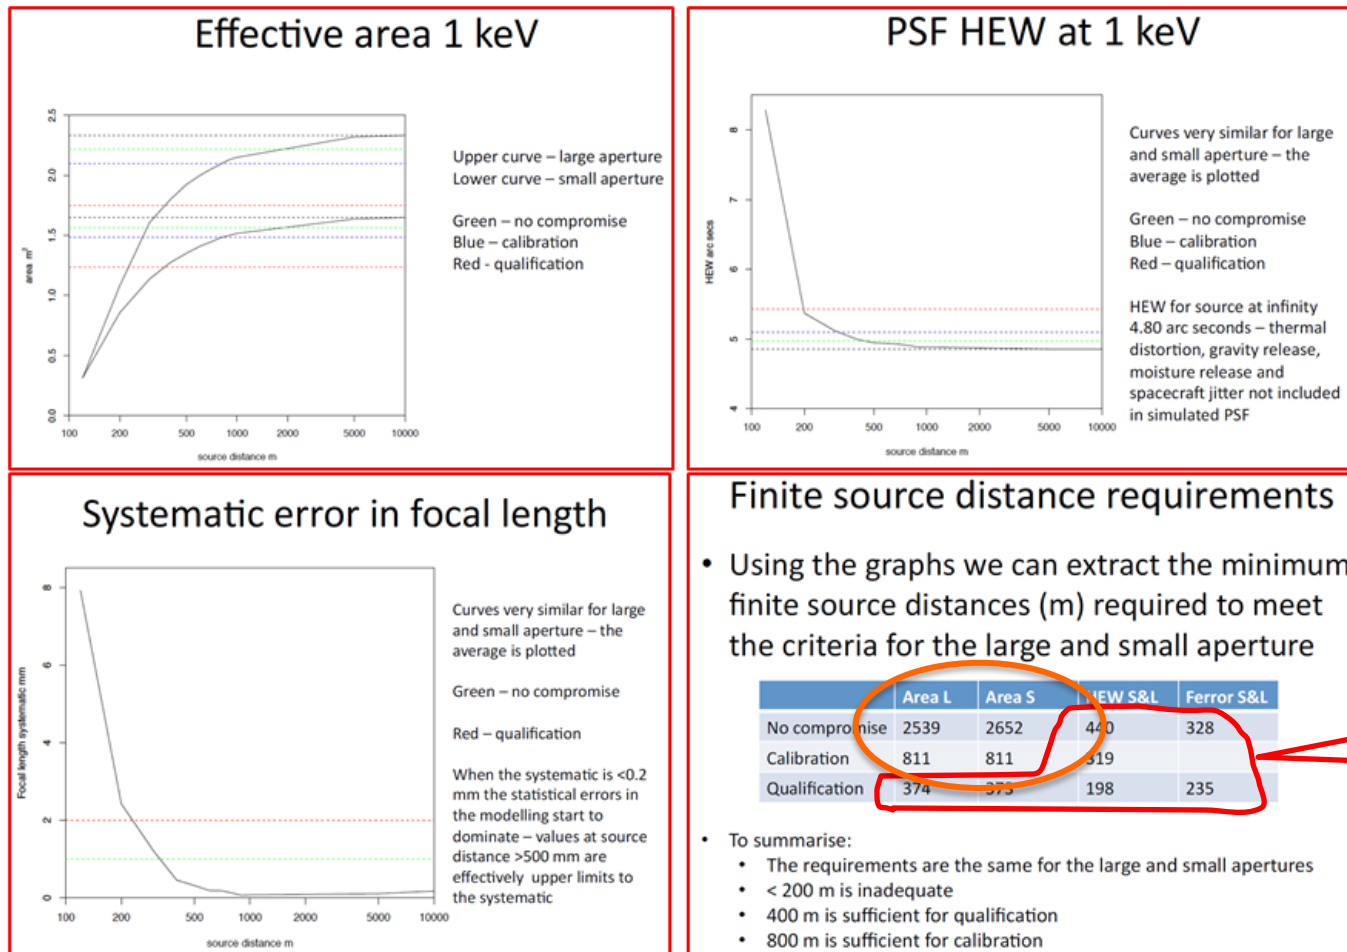 Effective area 1 keV
2.5
2.0
1.5
1.0
0.5
0.0
area m²
100 200 500 1000 2000 5000 10000
source distance m
Upper curve – large aperture
Lower curve – small aperture
Green – no compromise
Blue – calibration
Red - qualification
PSF HEW at 1 keV
8
7
6
5
4
HEW arc secs
100 200 500 1000 2000 5000 10000
source distance m
Curves very similar for large
and small aperture – the
average is plotted
Green – no compromise
Blue – calibration
Red – qualification
HEW for source at infinity
4.80 arc seconds – thermal
distortion, gravity release,
moisture release and
spacecraft jitter not included
in simulated PSF
Systematic error in focal length
8
6
4
2
0
Focal length systematic mm
100 200 500 1000 2000 5000 10000
source distance m
Curves very similar for large
and small aperture – the
average is plotted
Green – no compromise
Red – qualification
When the systematic is <0.2
mm the statistical errors in
the modelling start to
dominate – values at source
distance >500 mm are
effectively upper limits to
the systematic
Finite source distance requirements
• Using the graphs we can extract the minimum
finite source distances (m) required to meet
the criteria for the large and small aperture
Area L Area S HEW S&L Ferror S&L
No compromise 2539 2652 440 328
Calibration 811 811 319
Qualification 374 373 198 235
• To summarise:
• The requirements are the same for the large and small apertures
• < 200 m is inadequate
• 400 m is sufficient for qualification
• 800 m is sufficient for calibration